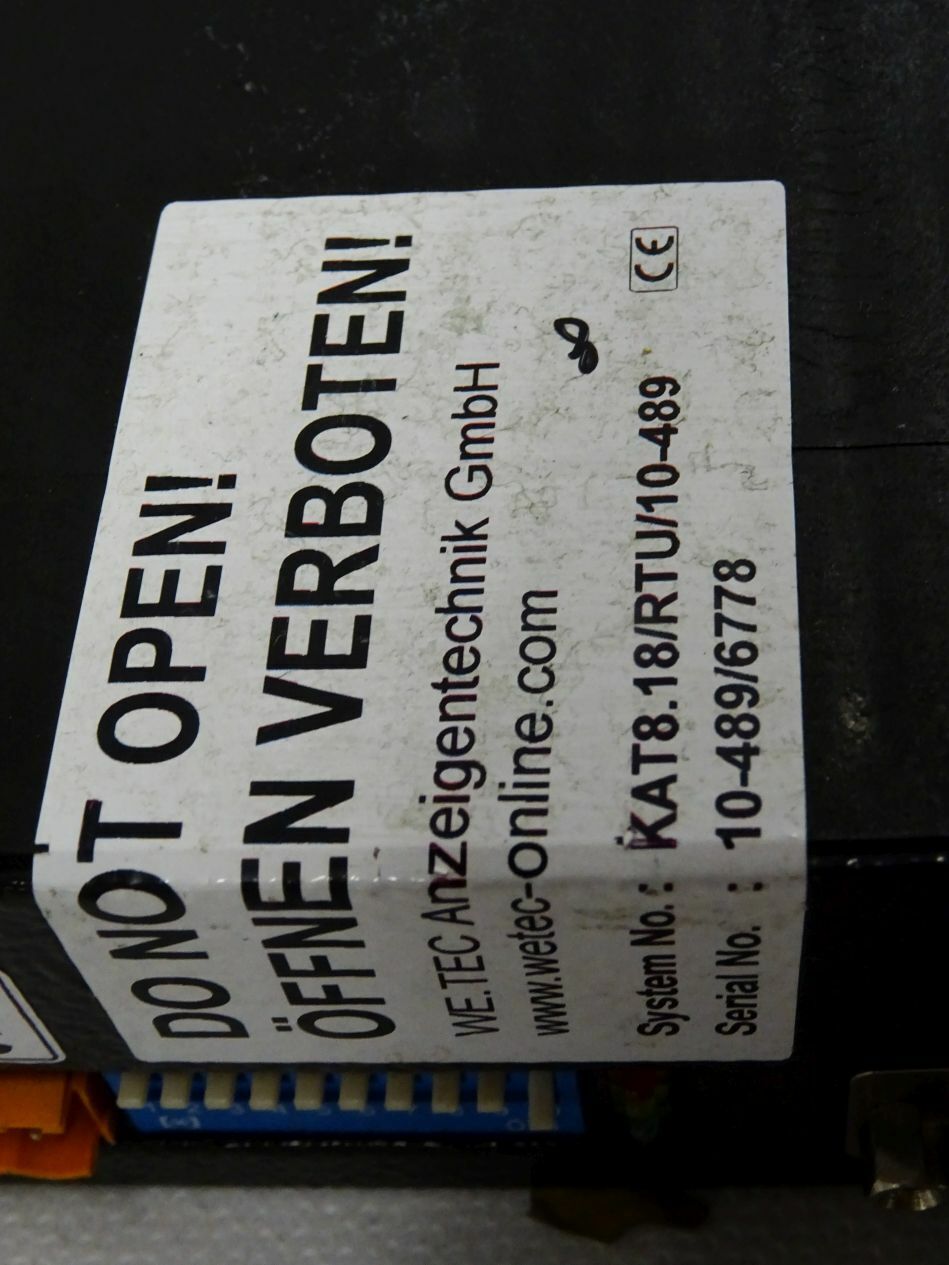 DO NOT OPEN!
ÖFFNEN VERBOTEN!
WE.TEC Anzeigentechnik GmbH
www.wetec-online.com
System No. : KAT8.18/RTU/10-489
Serial No. : 10-489/6778
CE